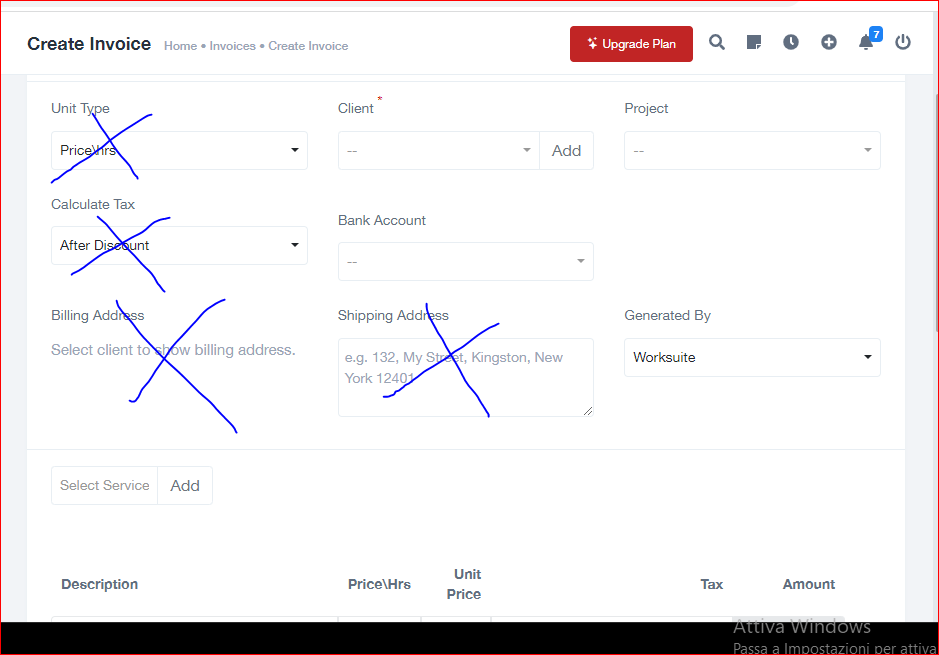 Create Invoice Home • Invoices • Create Invoice Upgrade Plan 7
Unit Type Client * Project
Price\hrs -- Add --
Calculate Tax
Bank Account
After Discount
--
Billing Address Shipping Address Generated By
Select client to show billing address. e.g. 132, My Street, Kingston, New
York 12401
Worksuite
Select Service Add
Description Price\Hrs Unit
Price Tax Amount
Attiva Windows
Passa a Impostazioni per attiva